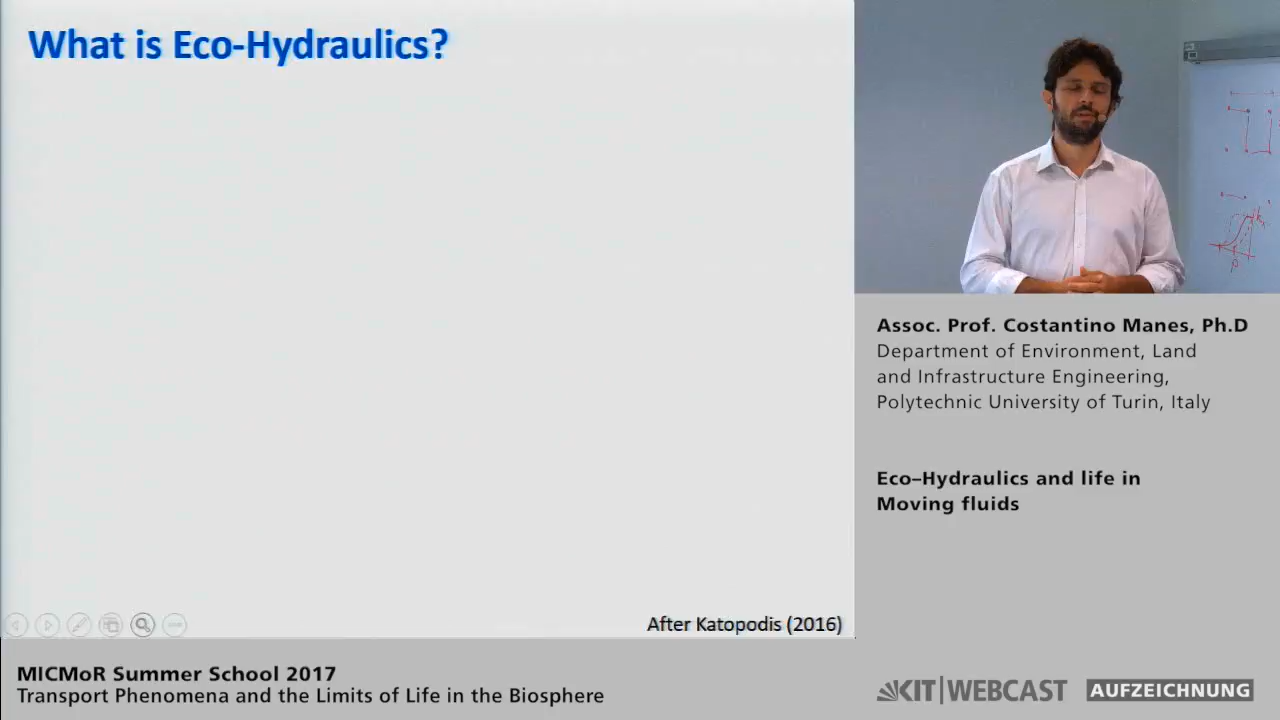 What is Eco-Hydraulics?
After Katopodis (2016)
Assoc. Prof. Costantino Manes, Ph.D
Department of Environment, Land
and Infrastructure Engineering,
Polytechnic University of Turin, Italy
Eco–Hydraulics and life in
Moving fluids
MICMoR Summer School 2017
Transport Phenomena and the Limits of Life in the Biosphere
KIT|WEBCAST
AUFZEICHNUNG